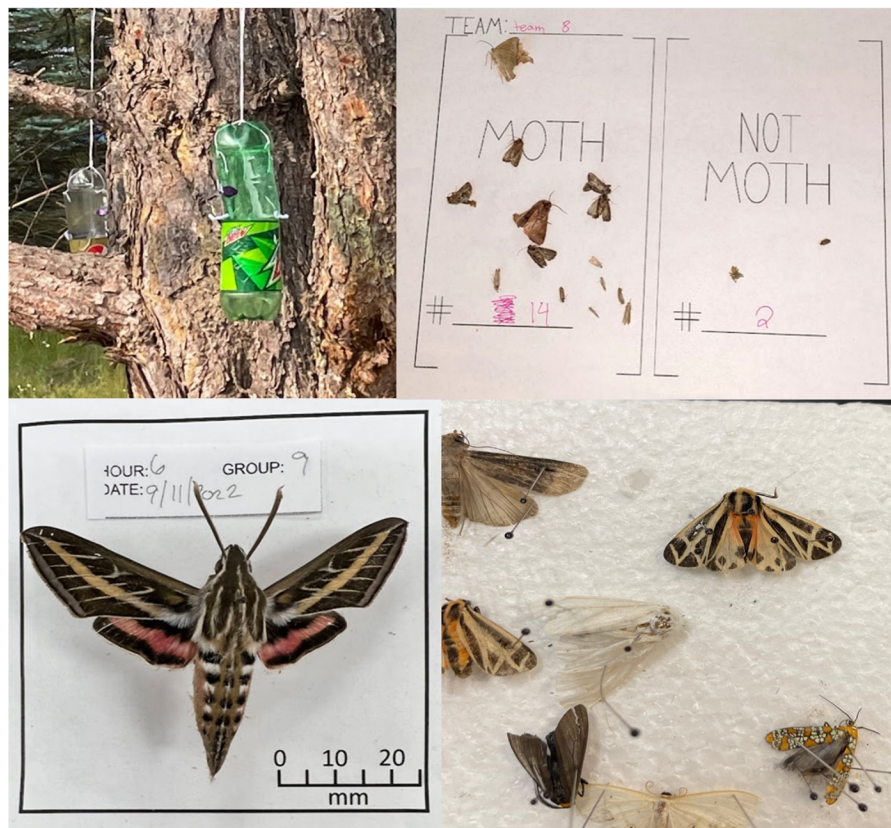 TEAM: team 8
MOTH
# 14
NOT
MOTH
# 2
HOUR: 6 GROUP: 9
DATE: 9/11/2022
0 10 20
mm